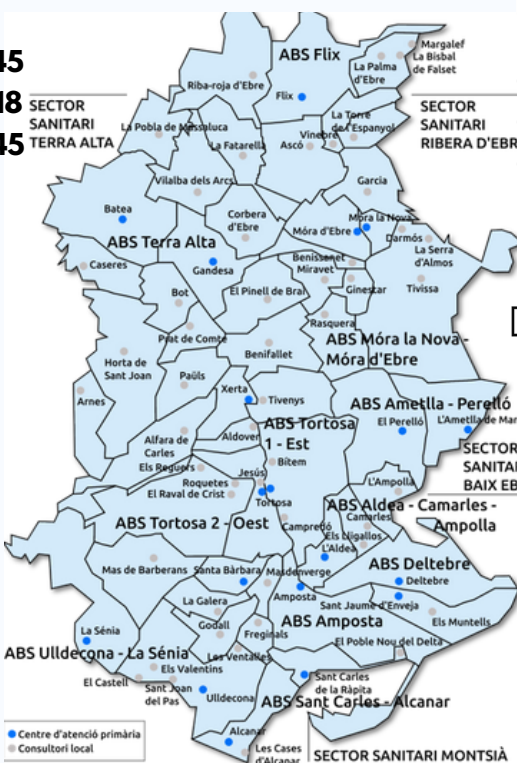 45
18
45
ABS Flix
Margalef
La Bisbal
de Falset
La Palma
d'Ebre
Riba-roja d'Ebre
Flix
SECTOR
SANITARI
TERRA ALTA
SECTOR
SANITARI
RIBERA D'EBR
La Torre
de l'Espanyol
Vinebre
La Pobla de Massaluca
La Fatarella
Ascó
Vilalba dels Arcs
Garcia
Batea
Corbera
d'Ebre
Móra d'Ebre
Móra la Nova
Darmós
La Serra
d'Almos
ABS Terra Alta
Caseres
Gandesa
Benissanet
Miravet
Ginestar
Tivissa
Bot
El Pinell de Brai
Rasquera
Prat de Comte
ABS Móra la Nova -
Móra d'Ebre
Benifallet
Horta de
Sant Joan
Paüls
Arnes
Xerta
Tivenys
ABS Ametlla - Perelló
El Perelló
L'Ametlla de Mar
ABS Tortosa
1 - Est
Aldover
Alfara de
Carles
Els Reguers
Bítem
Jesús
Roquetes
El Raval de Crist
Tortosa
L'Ampolla
SECTOR
SANITA
BAIX EB
ABS Aldea - Camarles -
Ampolla
Camarles
Els Lligallos
L'Aldea
ABS Tortosa 2 - Oest
Campredó
Mas de Barberans
Santa Bàrbara
Masdenverge
ABS Deltebre
Deltebre
Amposta
Sant Jaume d'Enveja
Els Muntells
La Galera
Godall
Freginals
ABS Amposta
La Sénia
El Poble Nou del Delta
ABS Ulldecona - La Sénia
Les Ventalles
Els Valentins
El Castell
Sant Joan
del Pas
Ulldecona
Sant Carles
de la Ràpita
ABS Sant Carles - Alcanar
Alcanar
Les Cases
d'Alcanar
Centre d'atenció primària
Consultori local
SECTOR SANITARI MONTSIÀ